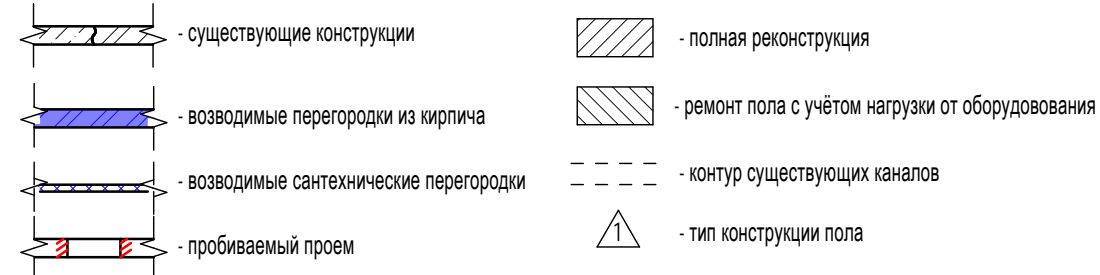 - существующие конструкции
- возводимые перегородки из кирпича
- возводимые сантехнические перегородки
- пробиваемый проем
- полная реконструкция
- ремонт пола с учётом нагрузки от оборудовования
- контур существующих каналов
1
- тип конструкции пола